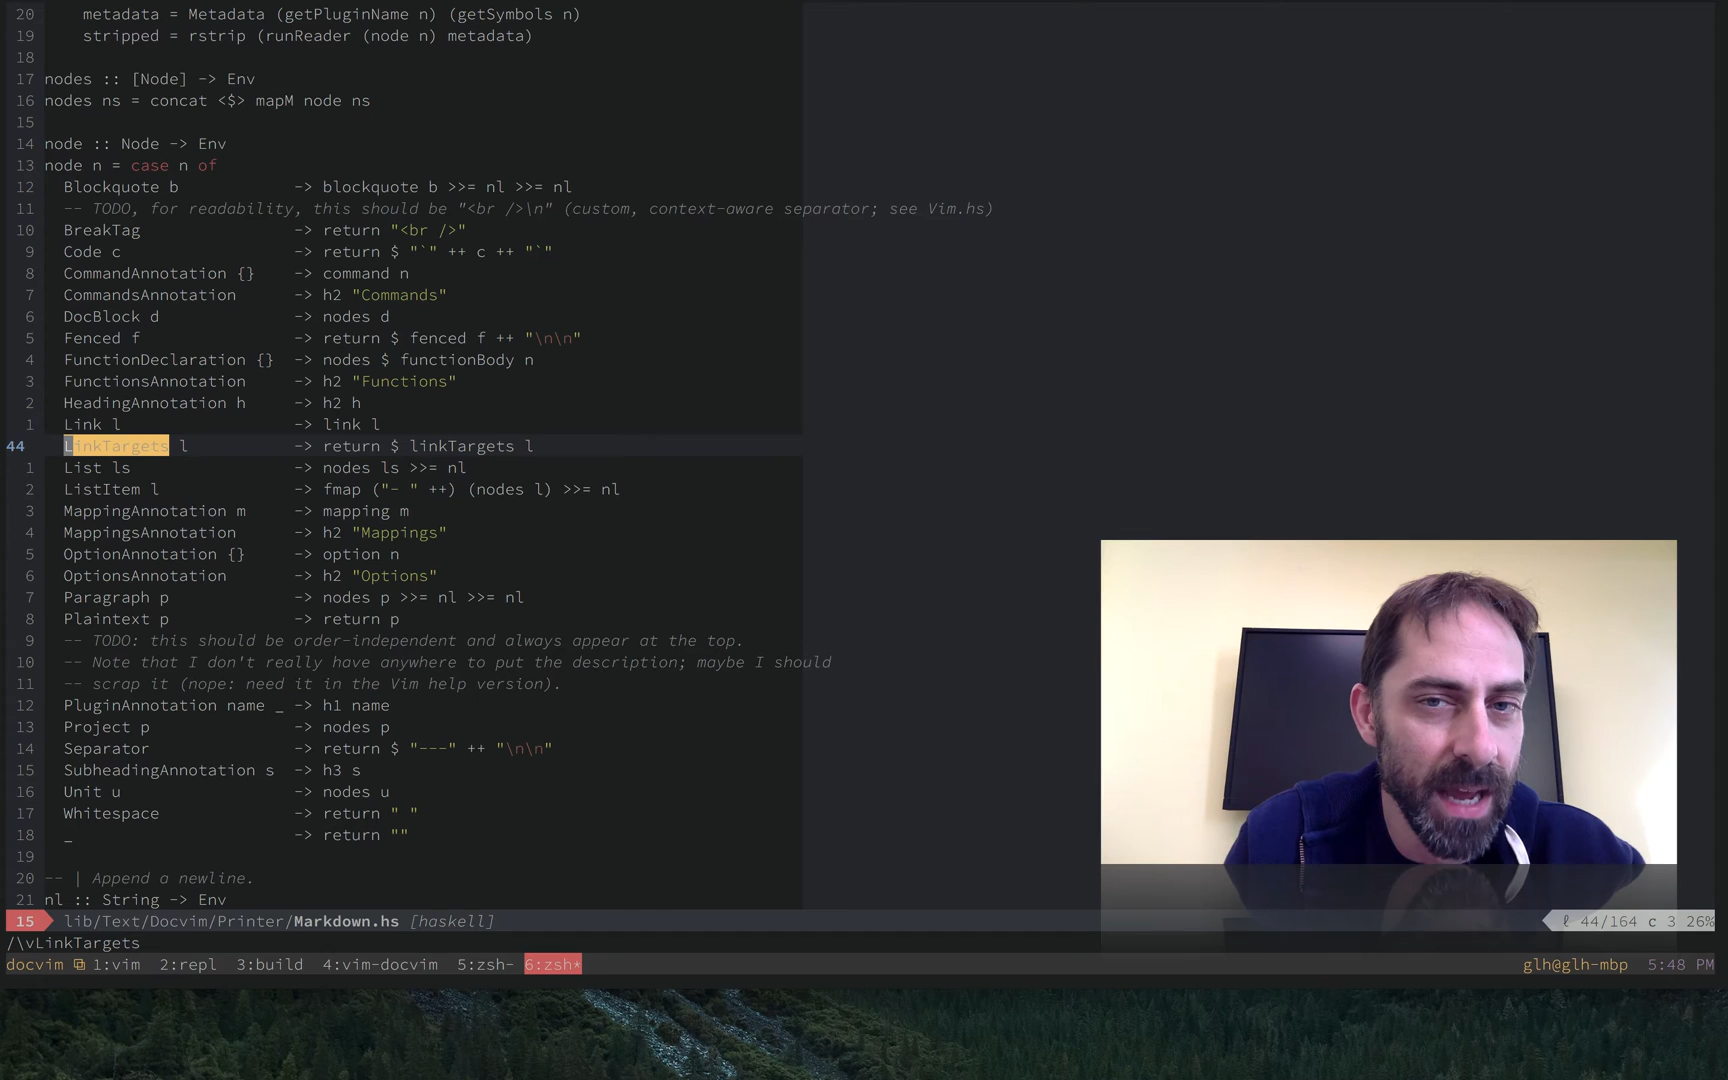 20     metadata = Metadata (getPluginName n) (getSymbols n)
19     stripped = rstrip (runReader (node n) metadata)
18
17 nodes :: [Node] -> Env
16 nodes ns = concat <$> mapM node ns
15
14 node :: Node -> Env
13 node n = case n of
12   Blockquote b            -> blockquote b >>= nl >>= nl
11   -- TODO, for readability, this should be "<br />\n" (custom, context-aware separator; see Vim.hs)
10   BreakTag                -> return "<br />"
9   Code c                  -> return $ "`" ++ c ++ "`"
8   CommandAnnotation {}    -> command n
7   CommandsAnnotation      -> h2 "Commands"
6   DocBlock d              -> nodes d
5   Fenced f                -> return $ fenced f ++ "\n\n"
4   FunctionDeclaration {}  -> nodes $ functionBody n
3   FunctionsAnnotation     -> h2 "Functions"
2   HeadingAnnotation h     -> h2 h
1   Link l                  -> link l
44   LinkTargets l           -> return $ linkTargets l
1   List ls                 -> nodes ls >>= nl
2   ListItem l              -> fmap ("- " ++) (nodes l) >>= nl
3   MappingAnnotation m     -> mapping m
4   MappingsAnnotation      -> h2 "Mappings"
5   OptionAnnotation {}     -> option n
6   OptionsAnnotation       -> h2 "Options"
7   Paragraph p             -> nodes p >>= nl >>= nl
8   Plaintext p             -> return p
9   -- TODO: this should be order-independent and always appear at the top.
10   -- Note that I don't really have anywhere to put the description; maybe I should
11   -- scrap it (nope: need it in the Vim help version).
12   PluginAnnotation name _ -> h1 name
13   Project p               -> nodes p
14   Separator               -> return $ "---" ++ "\n\n"
15   SubheadingAnnotation s  -> h3 s
16   Unit u                  -> nodes u
17   Whitespace              -> return " "
18   _                       -> return ""
19
20 -- | Append a newline.
21 nl :: String -> Env
15 lib/Text/Docvim/Printer/Markdown.hs [haskell] ℓ 44/164 c 3 26%
/\vLinkTargets
docvim 1:vim 2:repl 3:build 4:vim-docvim 5:zsh- 6:zsh* glh@glh-mbp 5:48 PM